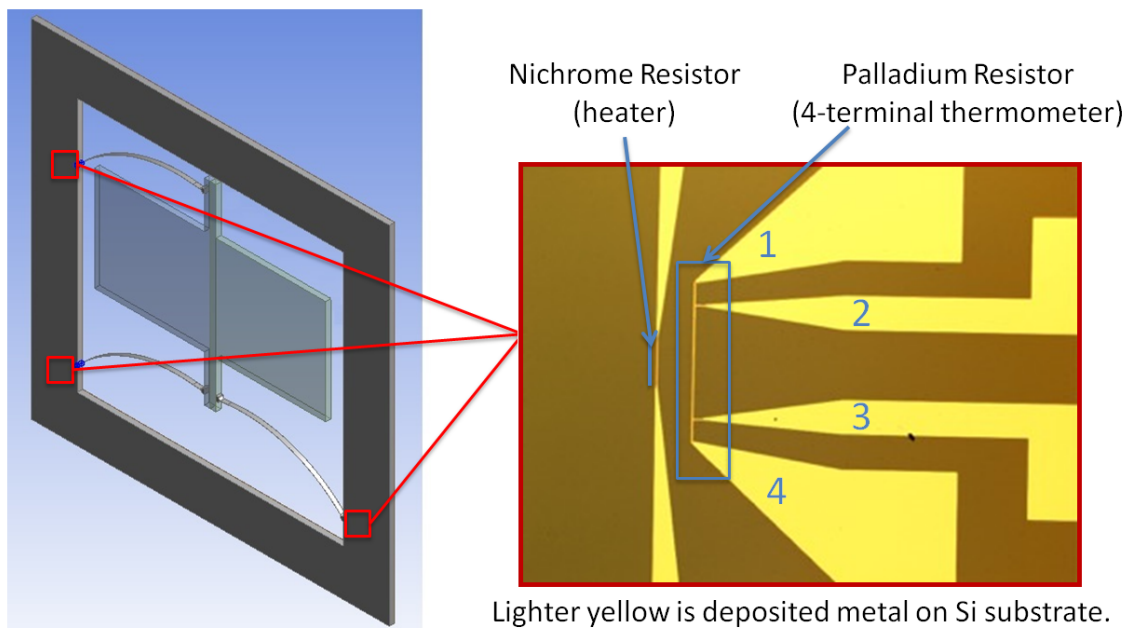 Nichrome Resistor
(heater)
Palladium Resistor
(4-terminal thermometer)
1
2
3
4
Lighter yellow is deposited metal on Si substrate.